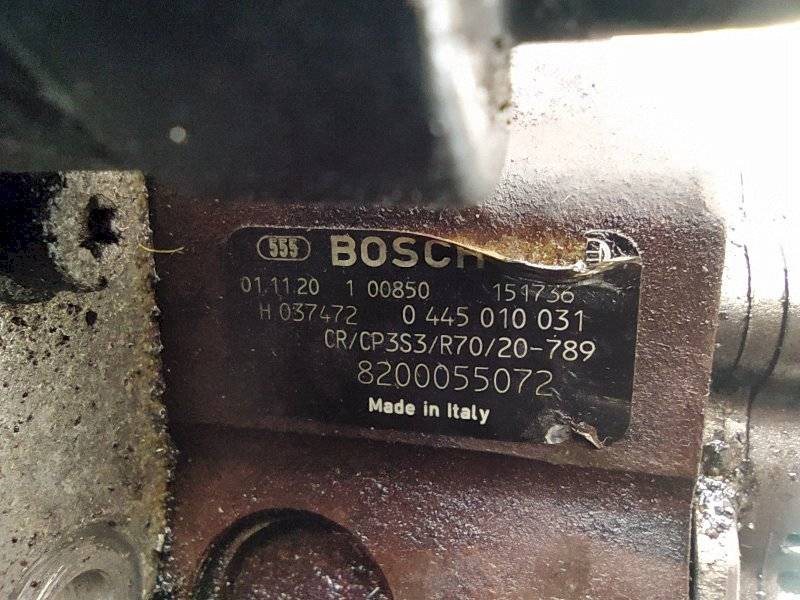 555 BOSCH
01.11.20 1 00850 151736
H 037472 0 445 010 031
CR/CP3S3/R70/20-789
8200055072
Made in Italy